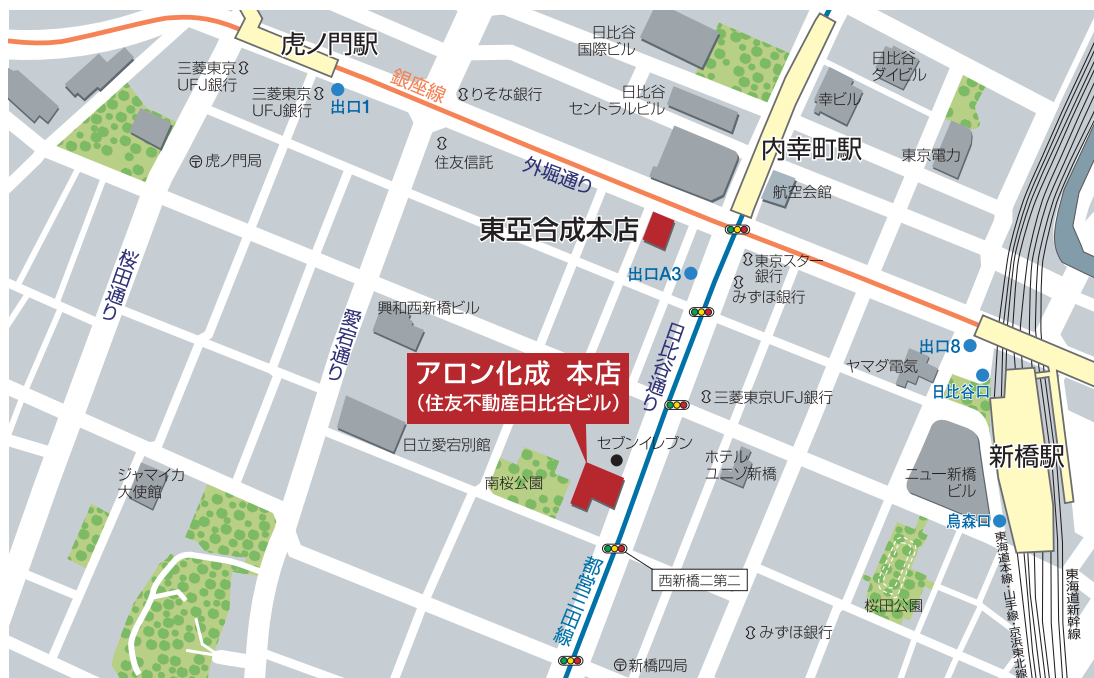 虎ノ門駅
三菱東京
UFJ銀行
三菱東京
UFJ銀行
出口1
銀座線
りそな銀行
日比谷
国際ビル
日比谷
セントラルビル
日比谷
ダイビル
幸ビル
内幸町駅
東京電力
航空会館
虎ノ門局
住友信託
外堀通り
東亞合成本店
出口A3
東京スター
銀行
みずほ銀行
桜田通り
愛宕通り
興和西新橋ビル
日比谷通り
出口8
ヤマダ電気
日比谷口
アロン化成 本店
（住友不動産日比谷ビル）
三菱東京UFJ銀行
日立愛宕別館
セブンイレブン
ホテル
ユニゾ新橋
新橋駅
ニュー新橋
ビル
ジャマイカ
大使館
南桜公園
烏森口
都営三田線
西新橋二第二
桜田公園
東海道本線・山手線・京浜東北線
東海道新幹線
みずほ銀行
新橋四局